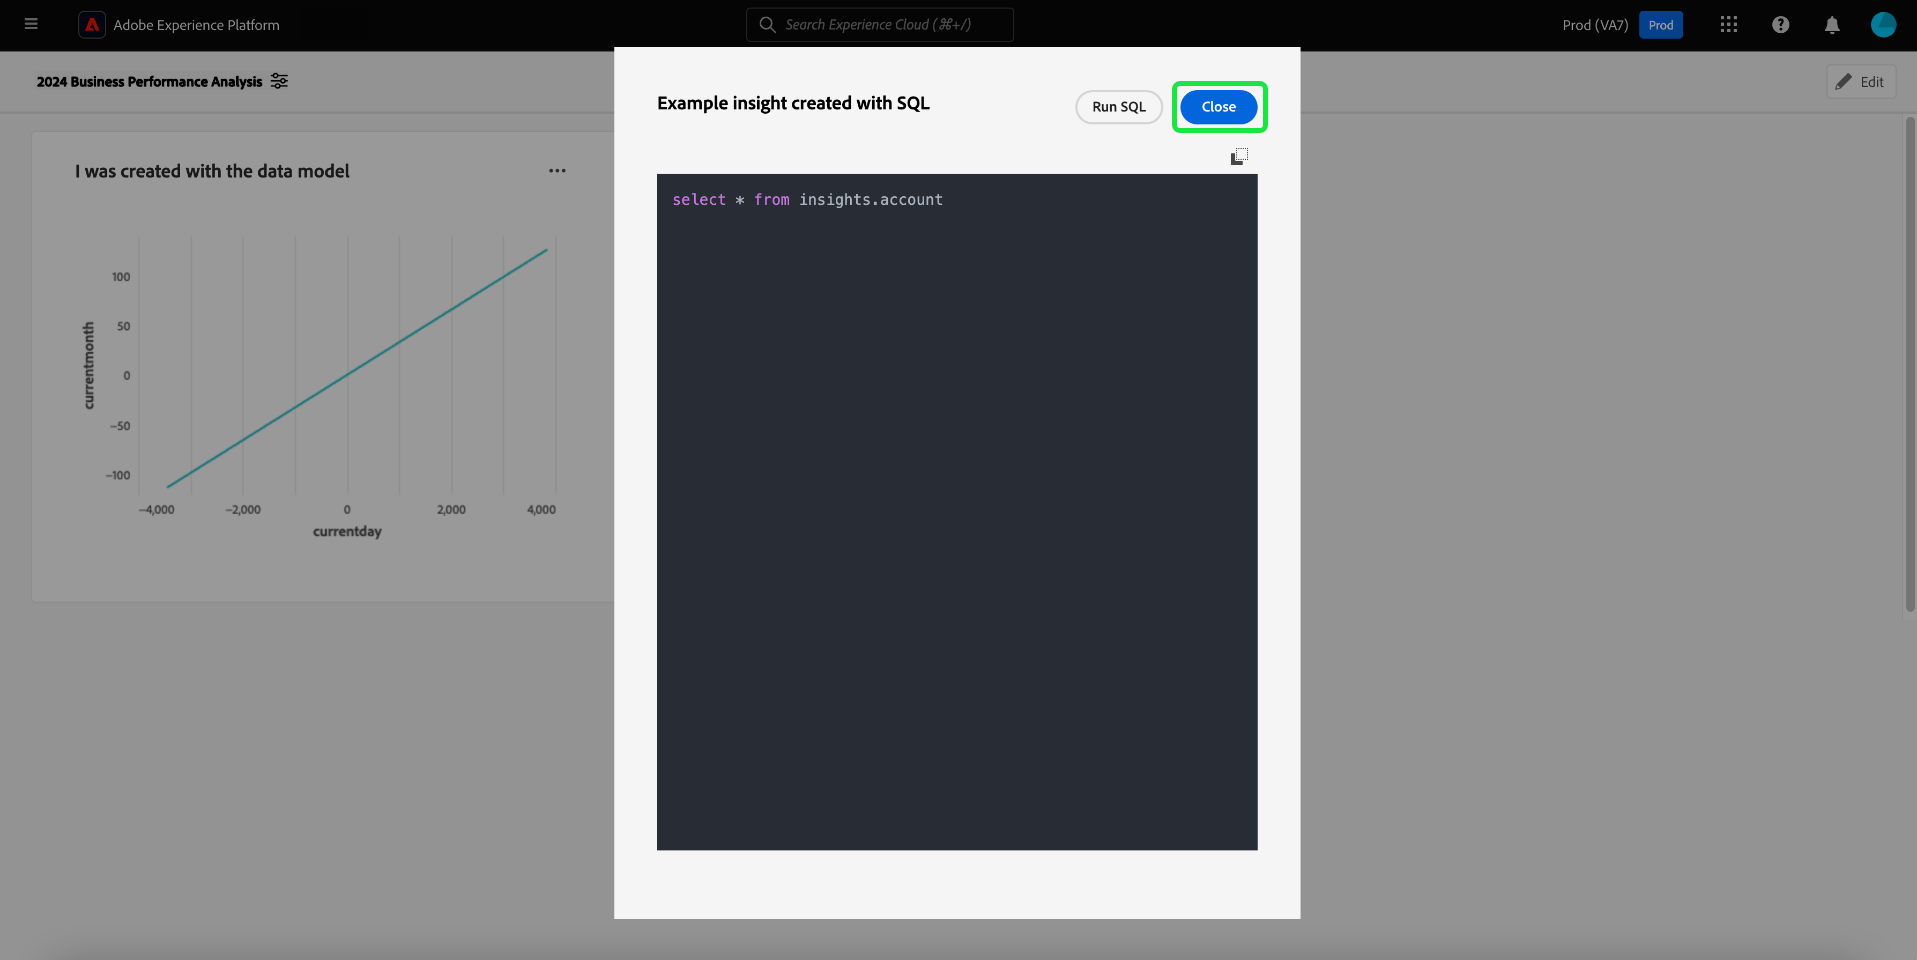 Adobe Experience Platform
Search Experience Cloud (⌘+/)
Prod (VA7)
Prod
2024 Business Performance Analysis
Edit
Example insight created with SQL
Run SQL
Close
I was created with the data model
select * from insights.account
currentmonth
100
50
0
−50
−100
−4,000
−2,000
0
2,000
4,000
currentday